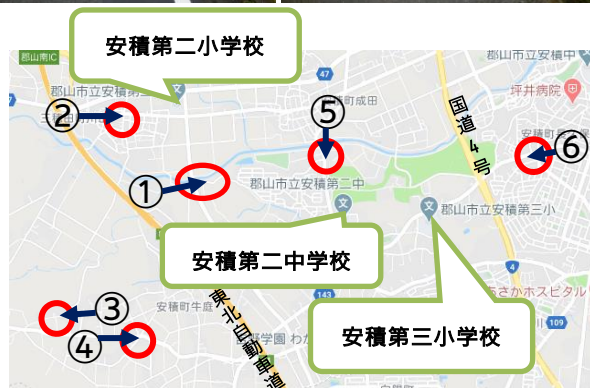 安積第二小学校
郡山南IC
郡山市立安積第二
47
郡山市立安積中
坪井病院
②
安積町成田
⑤
国道4号
①
郡山市立安積第二中
⑥
郡山市立安積第三小
安積第二中学校
4
あさかホスピタル
③
安積町牛庭
東北自動車道
143
109
④
安積第三小学校